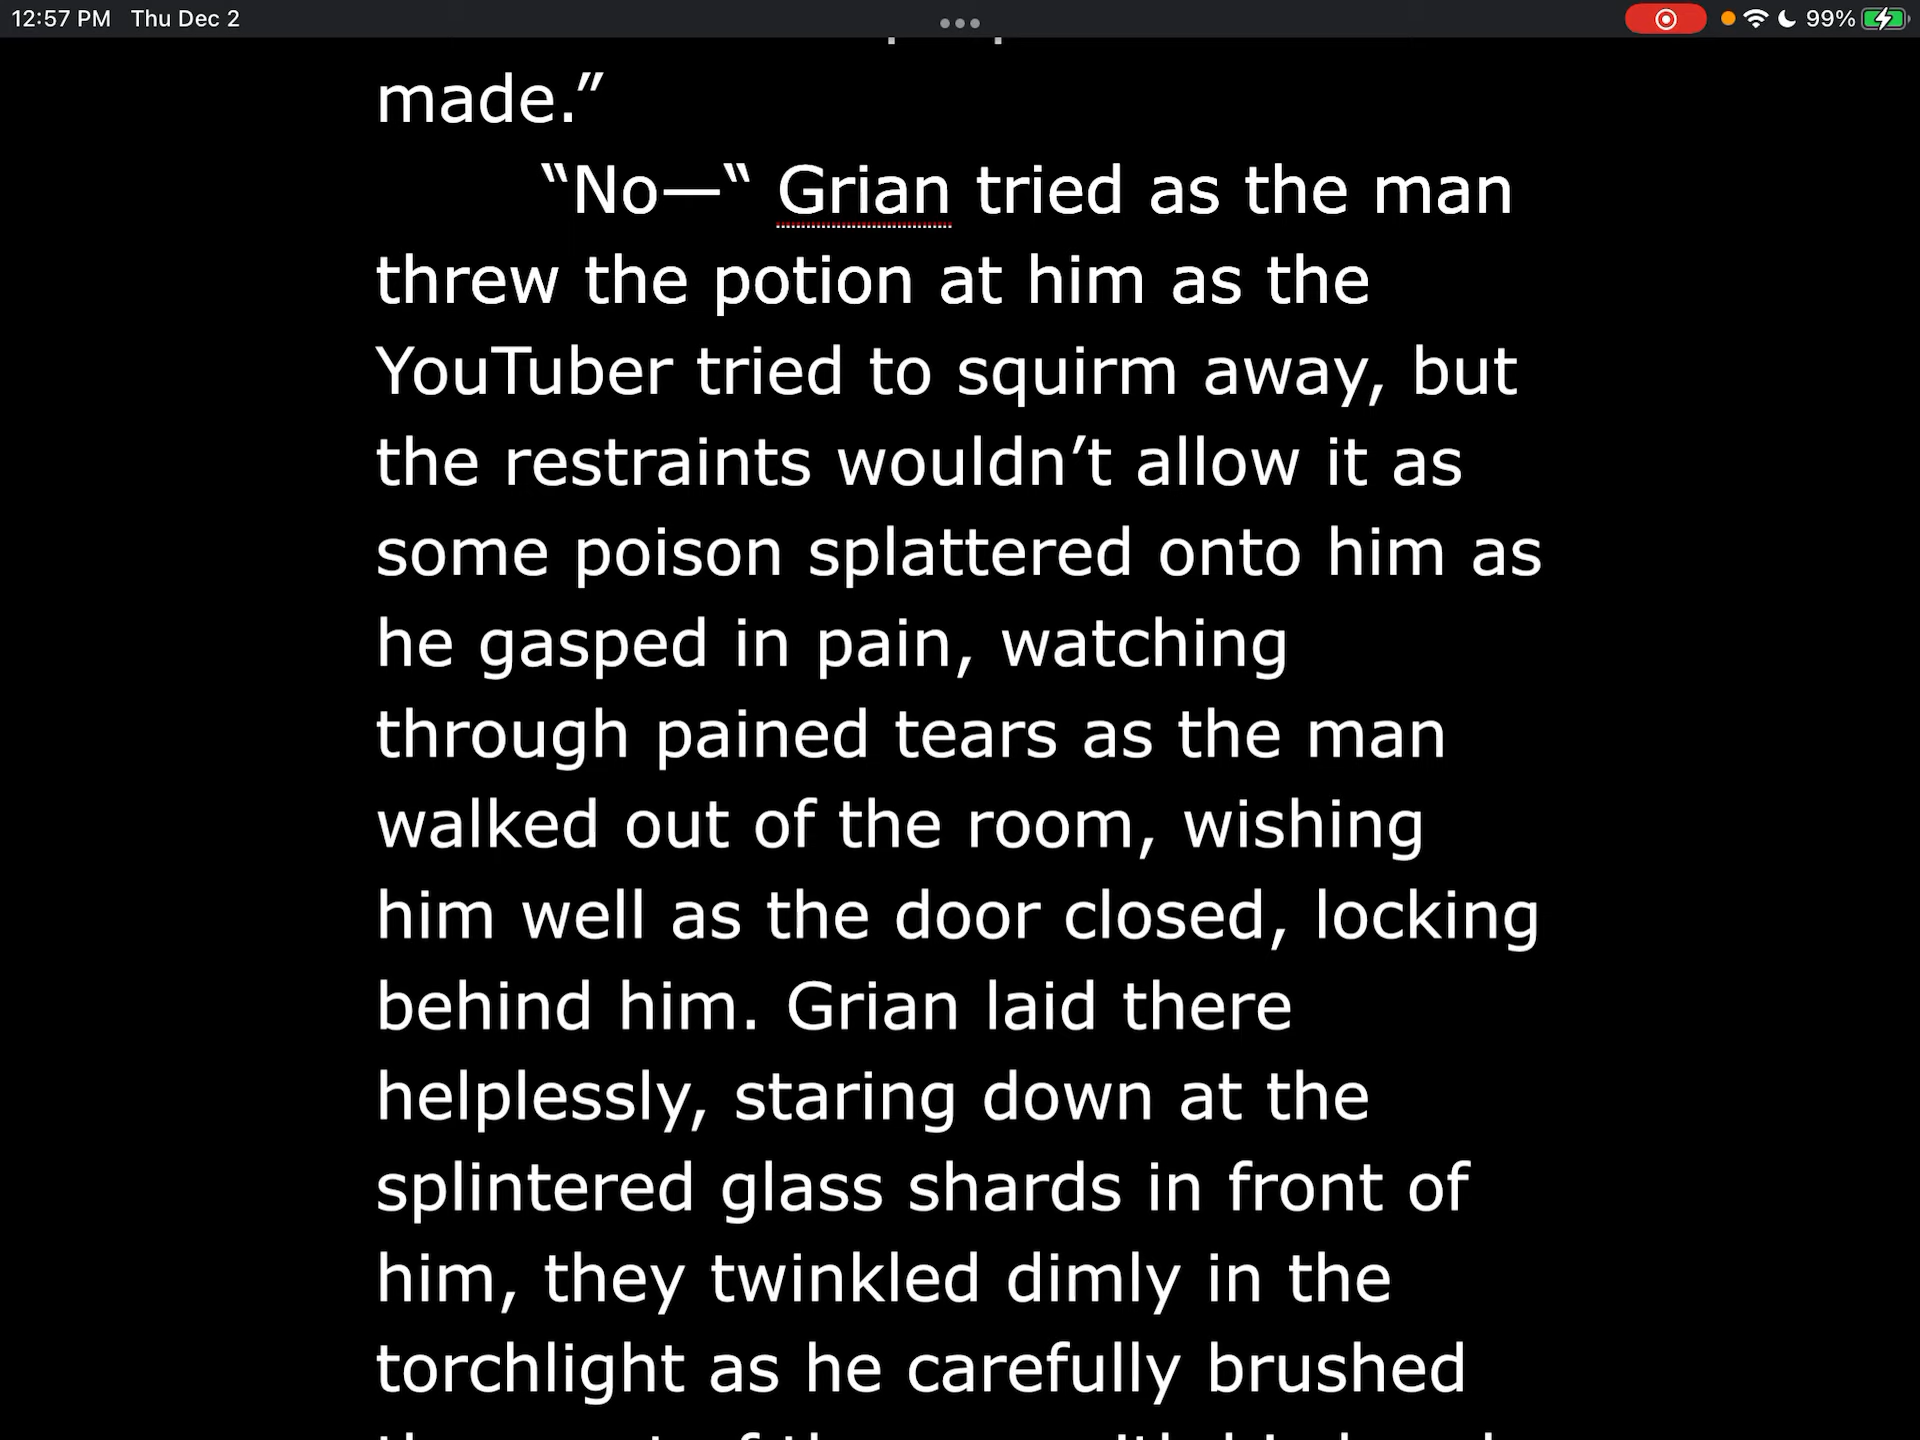 12:57 PM Thu Dec 2
99%
made.”
“No—“ Grian tried as the man
threw the potion at him as the
YouTuber tried to squirm away, but
the restraints wouldn’t allow it as
some poison splattered onto him as
he gasped in pain, watching
through pained tears as the man
walked out of the room, wishing
him well as the door closed, locking
behind him. Grian laid there
helplessly, staring down at the
splintered glass shards in front of
him, they twinkled dimly in the
torchlight as he carefully brushed